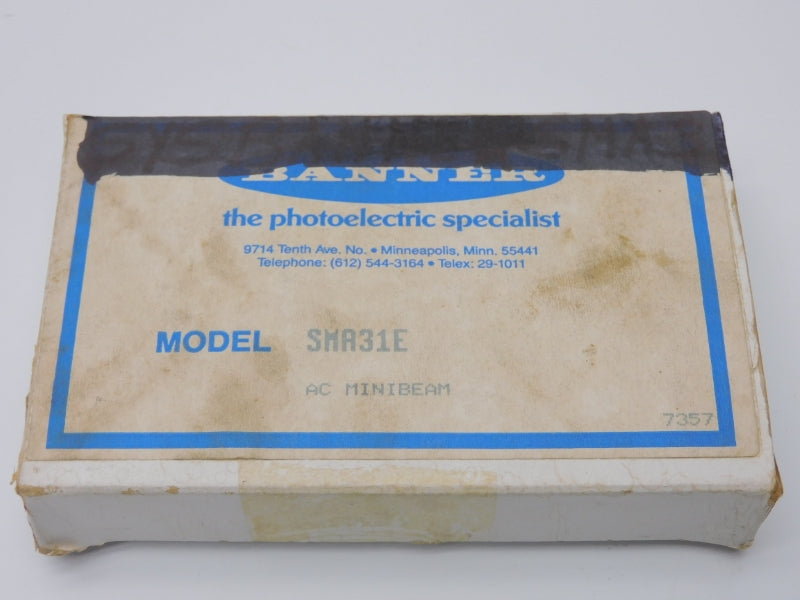 BANNER
the photoelectric specialist
9714 Tenth Ave. No. • Minneapolis, Minn. 55441
Telephone: (612) 544-3164 • Telex: 29-1011
MODEL SMA31E
AC MINIBEAM
7357